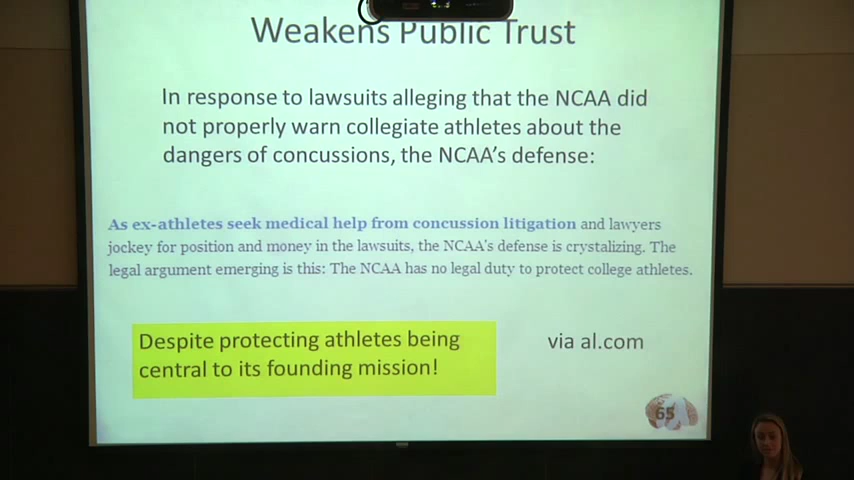 Weakens Public Trust
In response to lawsuits alleging that the NCAA did
not properly warn collegiate athletes about the
dangers of concussions, the NCAA's defense:
As ex-athletes seek medical help from concussion litigation and lawyers
jockey for position and money in the lawsuits, the NCAA's defense is crystalizing. The
legal argument emerging is this: The NCAA has no legal duty to protect college athletes.
Despite protecting athletes being
central to its founding mission!
via al.com
65